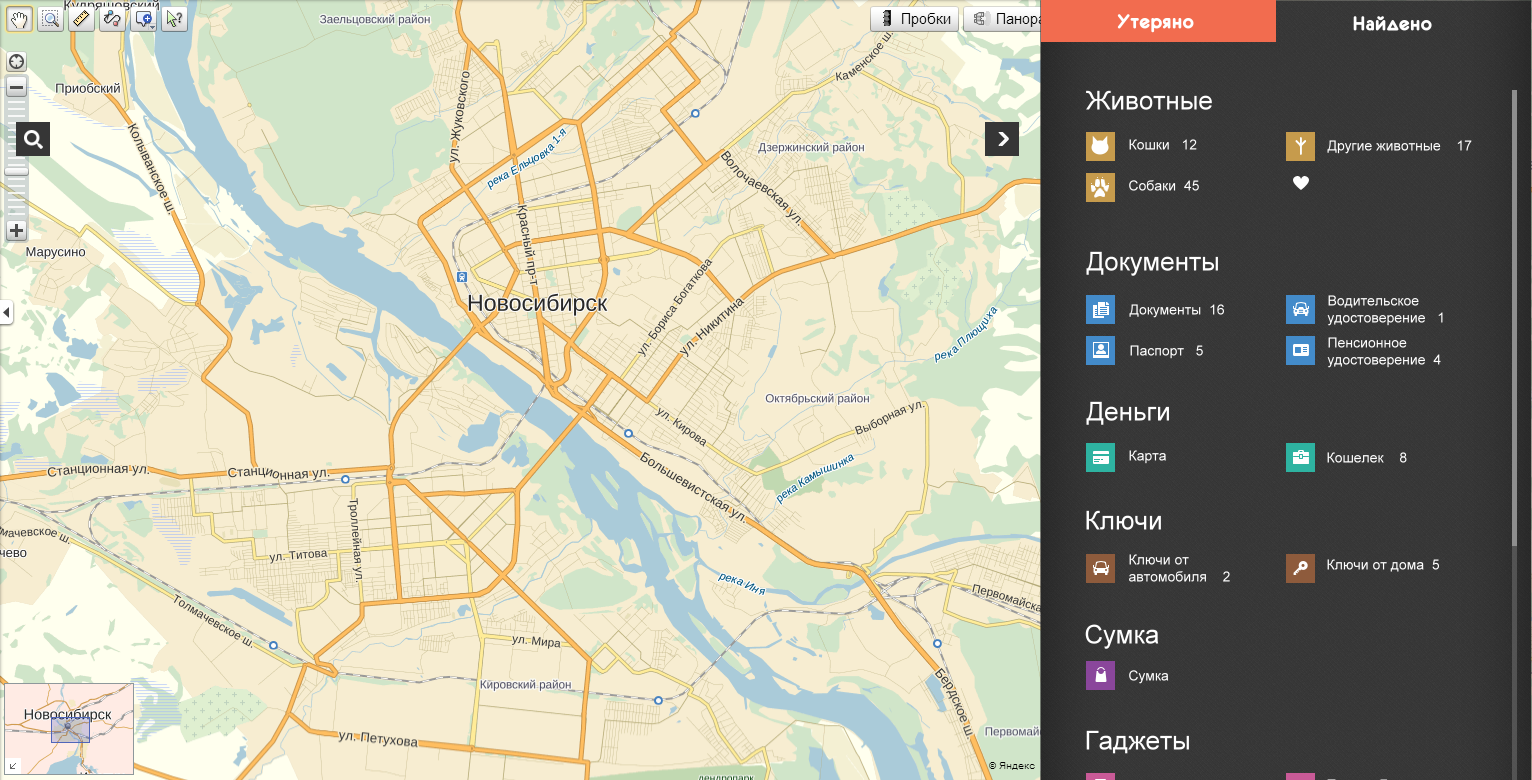 Кудряшовский
Заельцовский район
Пробки
Панора
Утеряно
Найдено
Приобский
Каменское ш.
ул. Жуковского
Колыванское ш.
река Ельцовка 1-я
Дзержинский район
Волочаевская ул.
Красный пр-т
Марусино
Новосибирск
ул. Бориса Богаткова
ул. Никитина
река Плющиха
Октябрьский район
Выборная ул.
ул. Кирова
Станционная ул.
Станционная ул.
Большевистская ул.
река Камышинка
Троллейная ул.
мачевское ш.
чево
ул. Титова
река Иня
Первомайска
Толмачевское ш.
ул. Мира
Кировский район
Бердское ш.
Новосибирск
ул. Петухова
Первомай
дендропарк
© Яндекс
Животные
Кошки 12
Другие животные 17
Собаки 45
Документы
Документы 16
Водительское
удостоверение 1
Паспорт 5
Пенсионное
удостоверение 4
Деньги
Карта
Кошелек 8
Ключи
Ключи от
автомобиля 2
Ключи от дома 5
Сумка
Сумка
Гаджеты